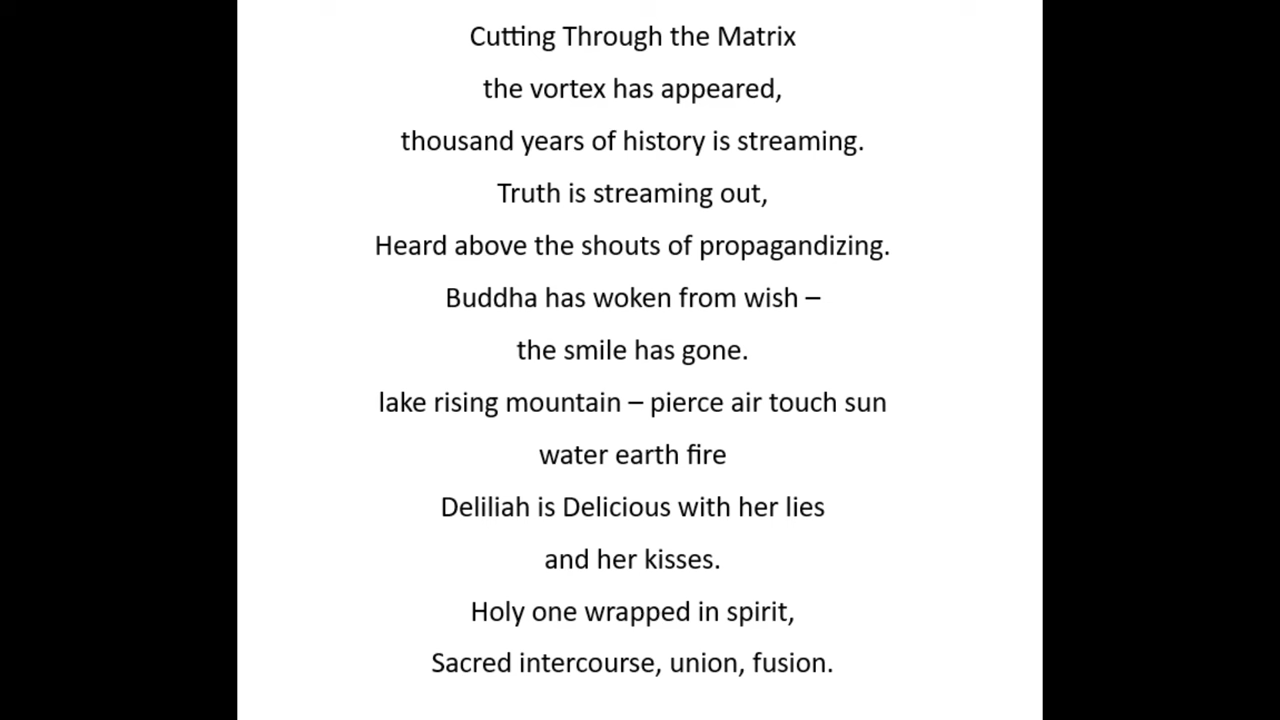 Cutting Through the Matrix
the vortex has appeared,
thousand years of history is streaming.
Truth is streaming out,
Heard above the shouts of propagandizing.
Buddha has woken from wish –
the smile has gone.
lake rising mountain – pierce air touch sun
water earth fire
Deliliah is Delicious with her lies
and her kisses.
Holy one wrapped in spirit,
Sacred intercourse, union, fusion.